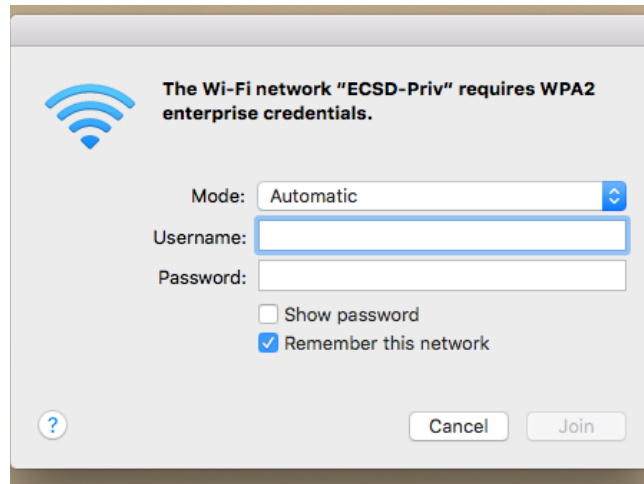 The Wi-Fi network “ECSD-Priv” requires WPA2
enterprise credentials.
Mode: Automatic
Username:
Password:
Show password
Remember this network
? Cancel Join